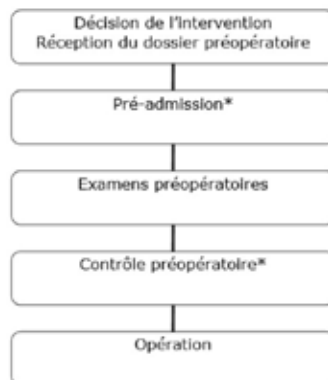 Décision de l'intervention
Réception du dossier préopératoire
Pré-admission*
Examens préopératoires
Contrôle préopératoire*
Opération